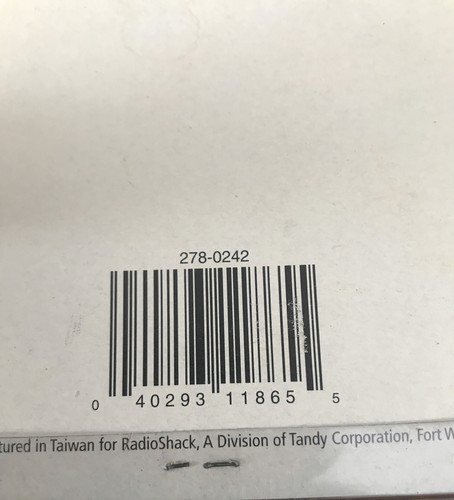 278-0242
0 40293 11865 5
tured in Taiwan for RadioShack, A Division of Tandy Corporation, Fort W